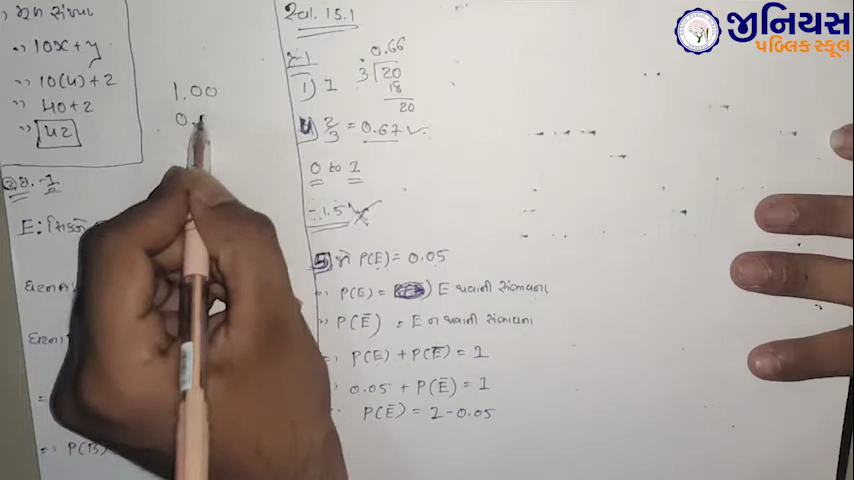 જીનિયસ
પબ્લિક સ્કૂલ
સંખ્યા
10x + y
10(4) + 2
40 + 2
42
1.00
0.
સ્વા. 15.1
1) 1
0.66
3 20
18
20
4 2/3 = 0.67 ✓
0 to 1
-1.5
5 જો P(E) = 0.05
P(E) = E થવાની સંભાવના
P(Ē) = E ન થવાની સંભાવના
P(E) + P(Ē) = 1
0.05 + P(Ē) = 1
P(Ē) = 1 - 0.05
E:
P(B)